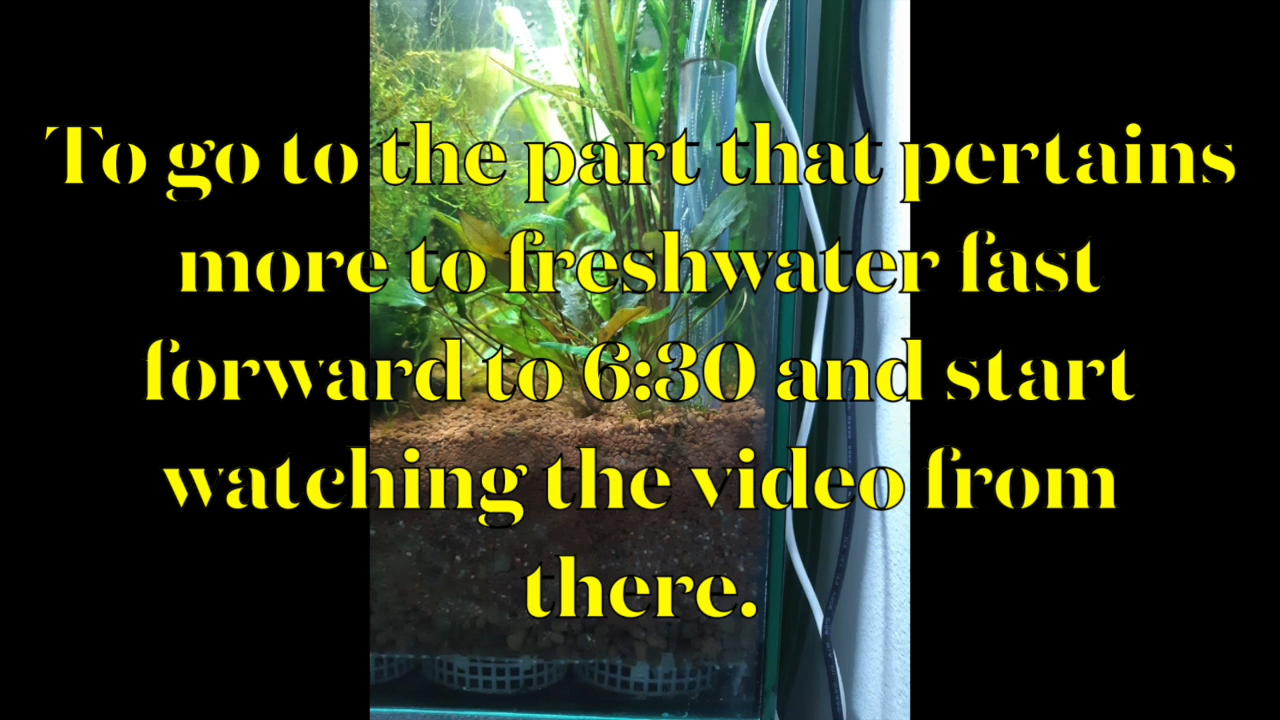 To go to the part that pertains
more to freshwater fast
forward to 6:30 and start
watching the video from
there.